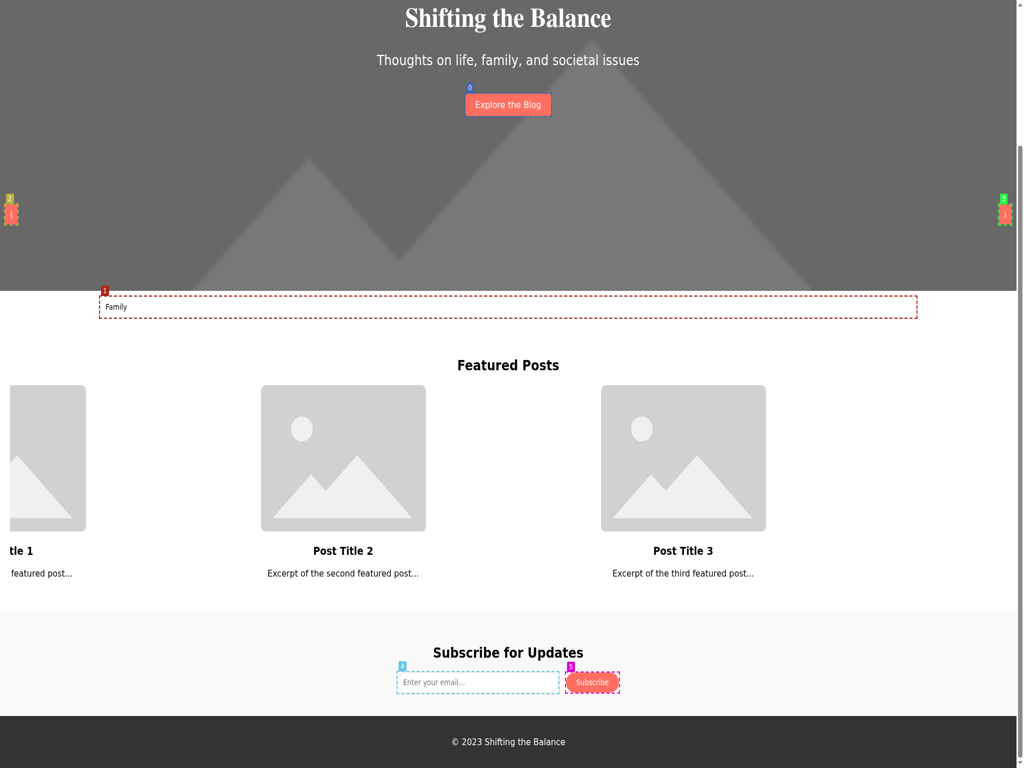 Shifting the Balance
Thoughts on life, family, and societal issues
0
Explore the Blog
2
3
⟨
⟩
1
Family
Featured Posts
tle 1
Post Title 2
Post Title 3
featured post...
Excerpt of the second featured post...
Excerpt of the third featured post...
Subscribe for Updates
4
5
Enter your email...
Subscribe
© 2023 Shifting the Balance